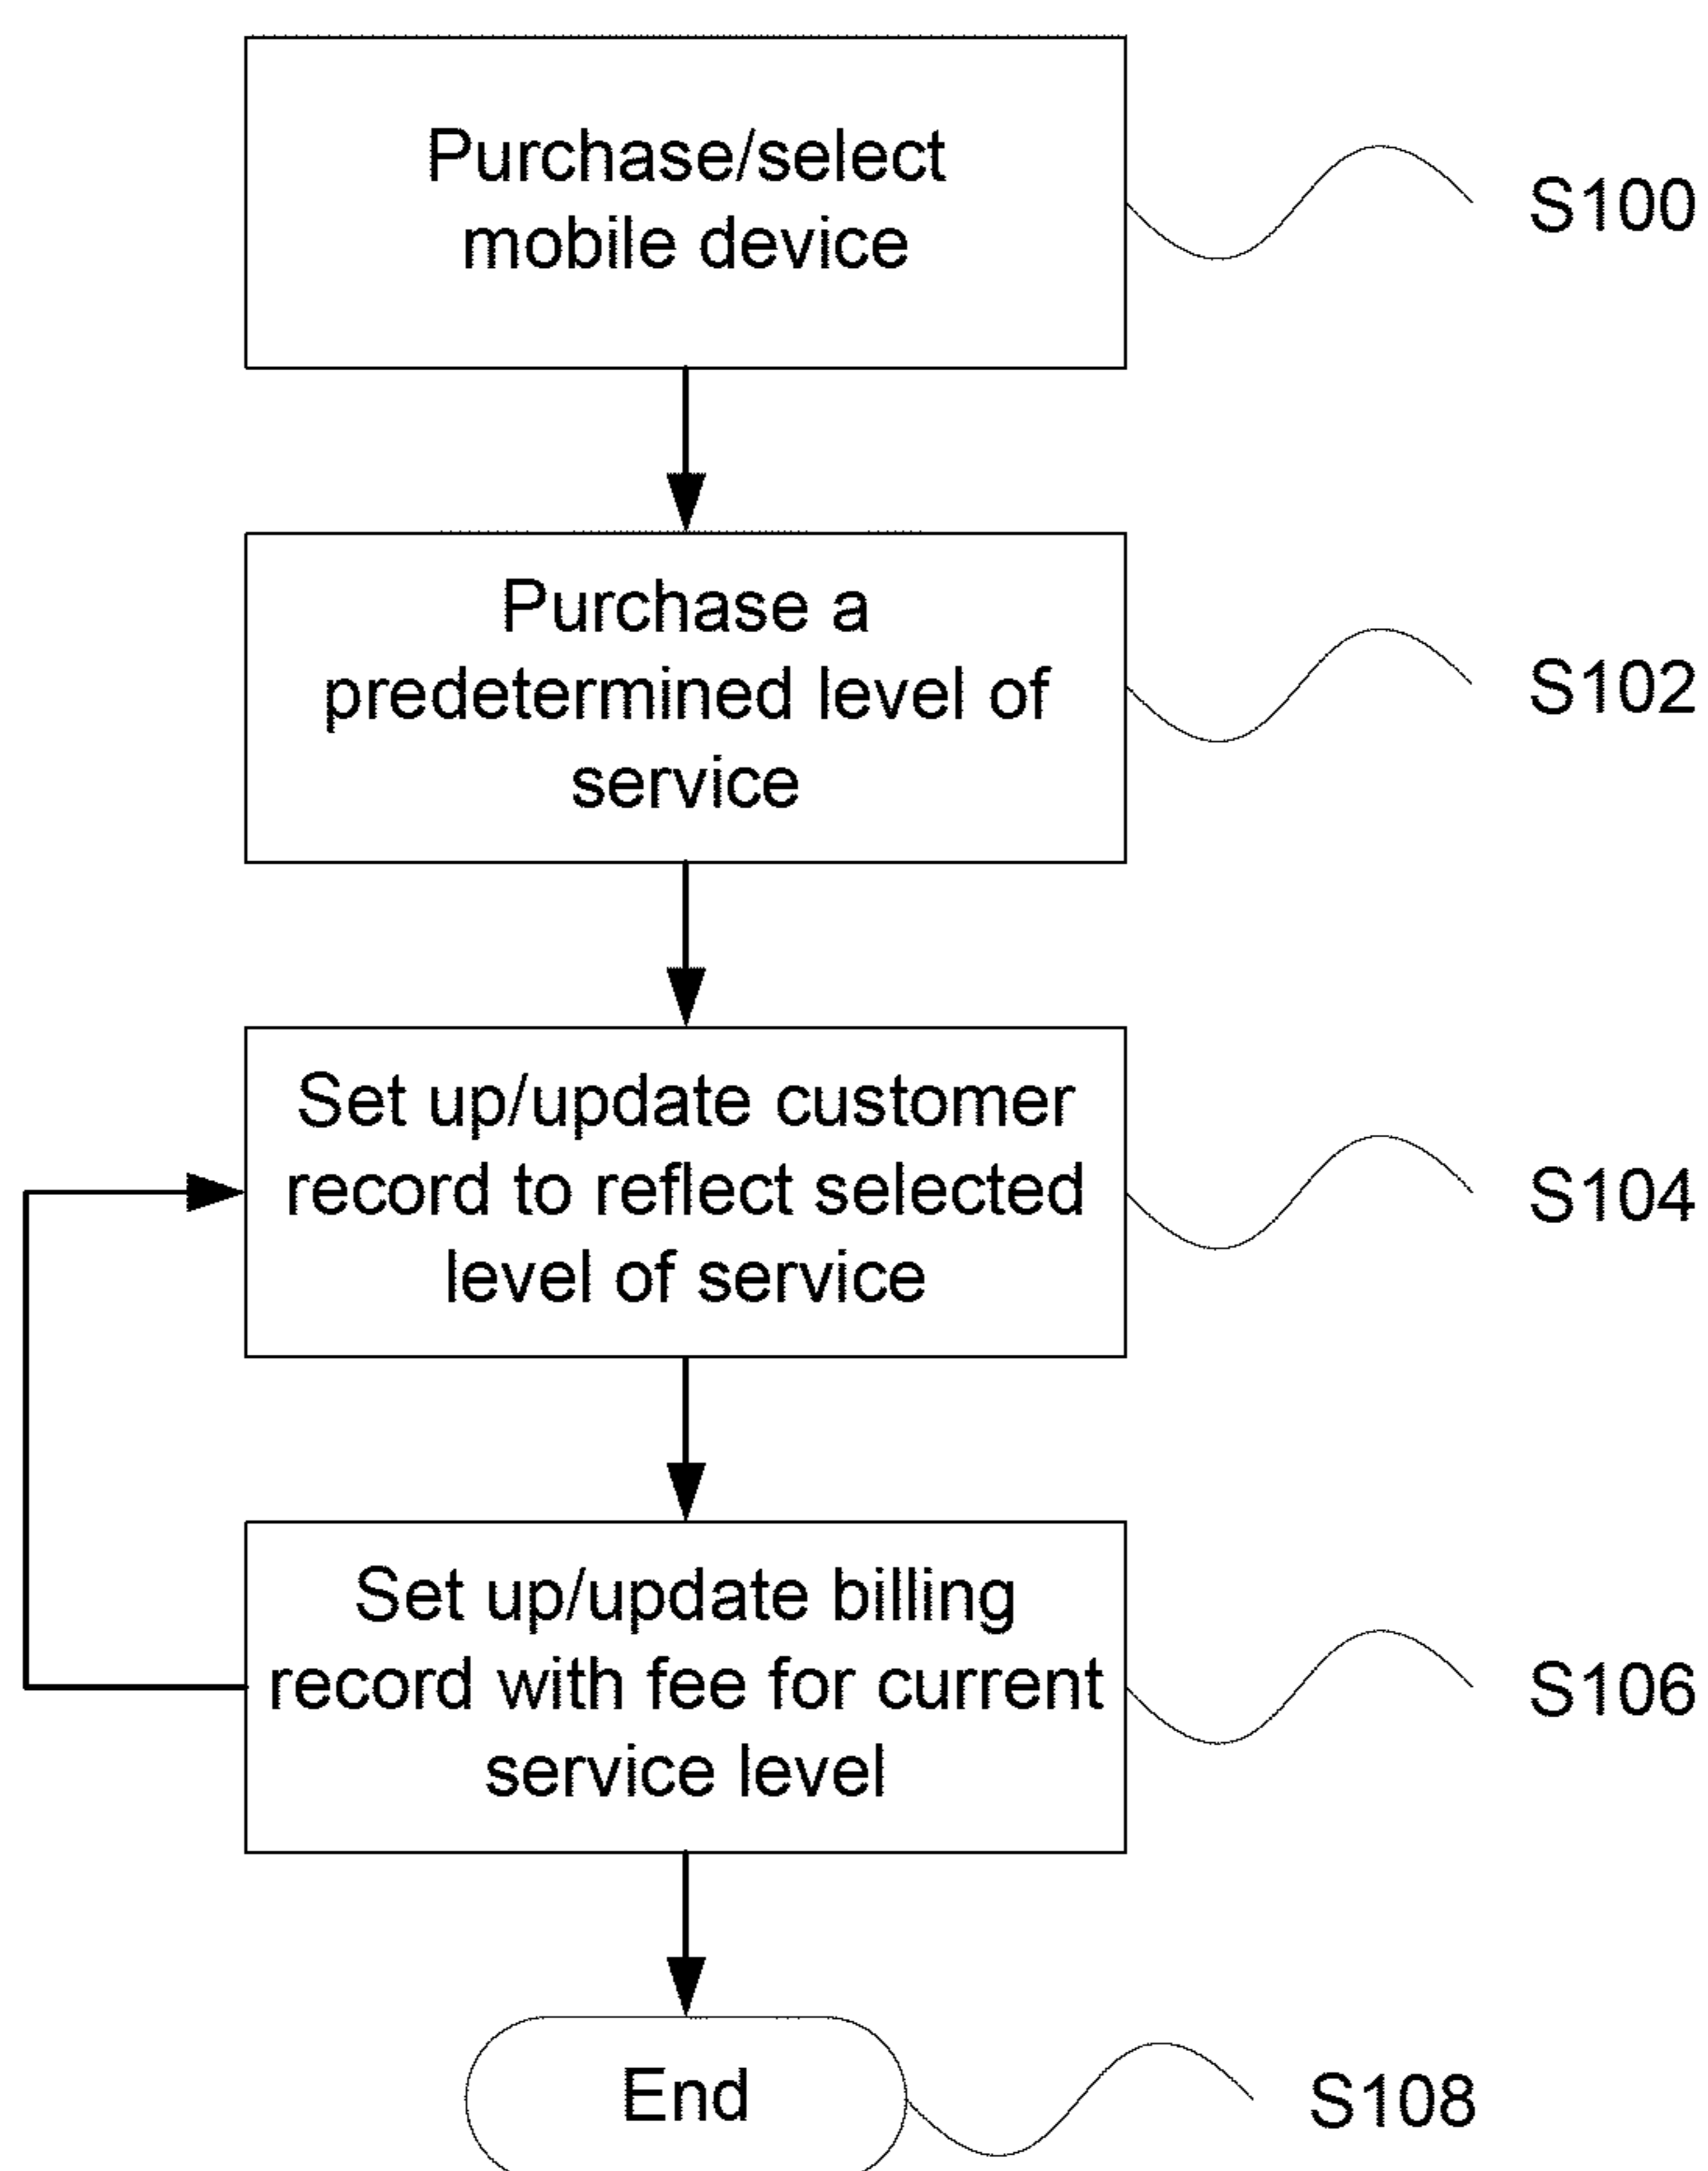 Purchase/select
mobile device
S100
Purchase a
predetermined level of
service
S102
Set up/update customer
record to reflect selected
level of service
S104
Set up/update billing
record with fee for current
service level
S106
End
S108